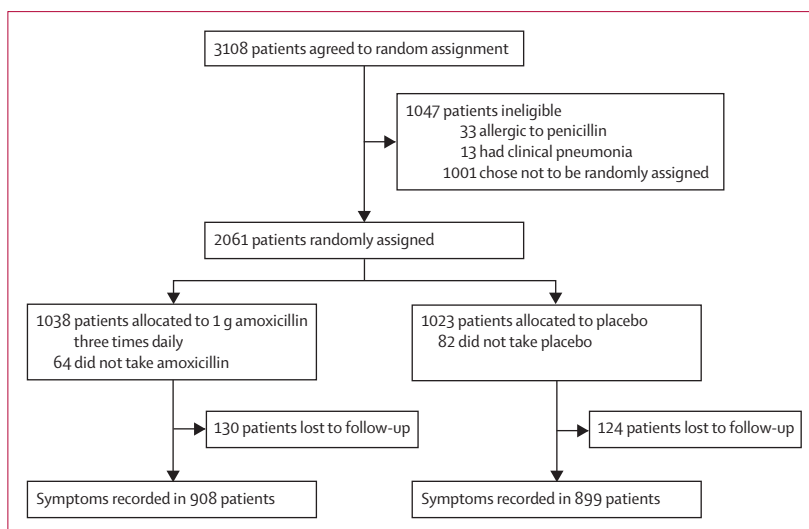 3108 patients agreed to random assignment
1047 patients ineligible
33 allergic to penicillin
13 had clinical pneumonia
1001 chose not to be randomly assigned
2061 patients randomly assigned
1038 patients allocated to 1 g amoxicillin
three times daily
64 did not take amoxicillin
1023 patients allocated to placebo
82 did not take placebo
130 patients lost to follow-up
124 patients lost to follow-up
Symptoms recorded in 908 patients
Symptoms recorded in 899 patients